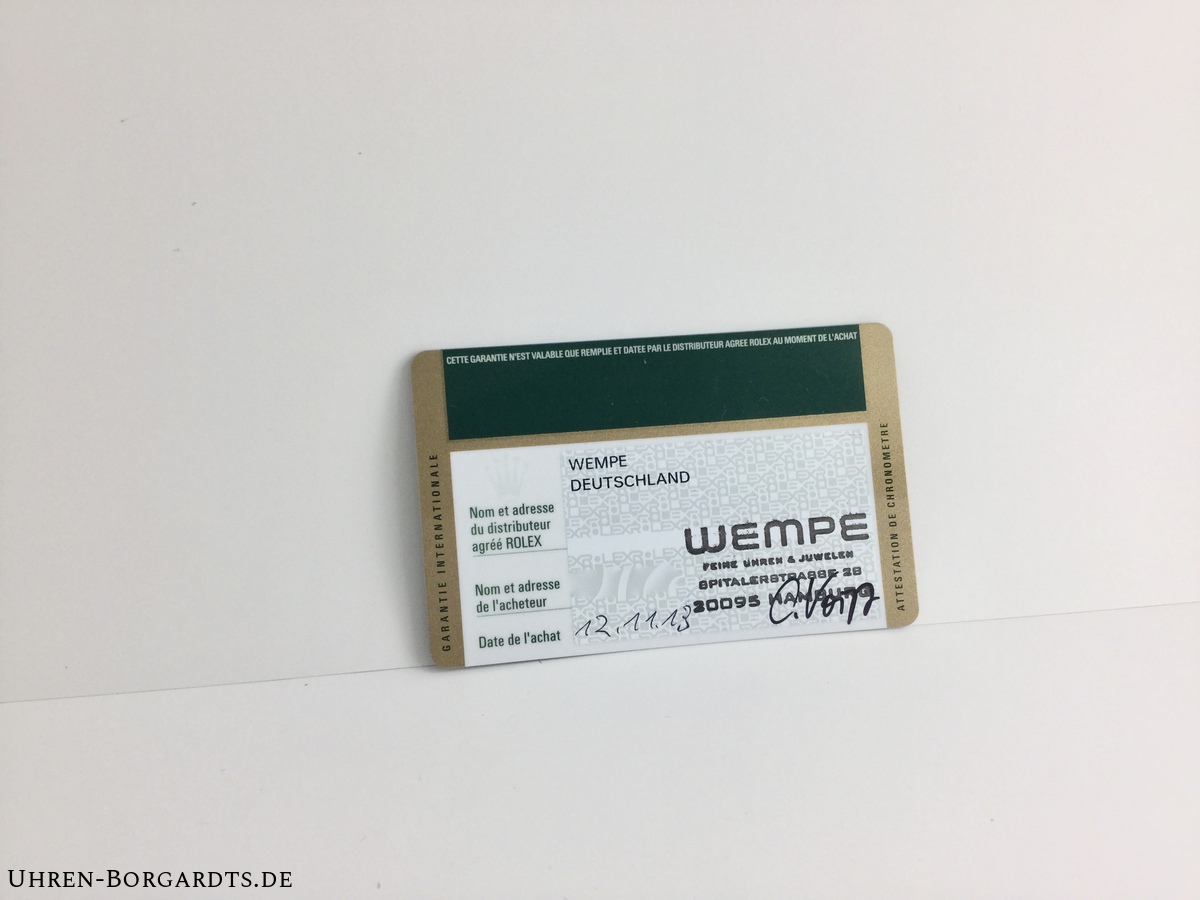 CETTE GARANTIE N'EST VALABLE QUE REMPLIE ET DATEE PAR LE DISTRIBUTEUR AGREE ROLEX AU MOMENT DE L'ACHAT
GARANTIE INTERNATIONALE
WEMPE
DEUTSCHLAND
Nom et adresse
du distributeur
agréé ROLEX
WEMPE
FEINE UHREN & JUWELEN
SPITALERSTRASSE 28
20095 HAMBURG
Nom et adresse
de l'acheteur
Date de l'achat
12.11.13
ATTESTATION DE CHRONOMETRE
UHREN-BORGARDTS.DE